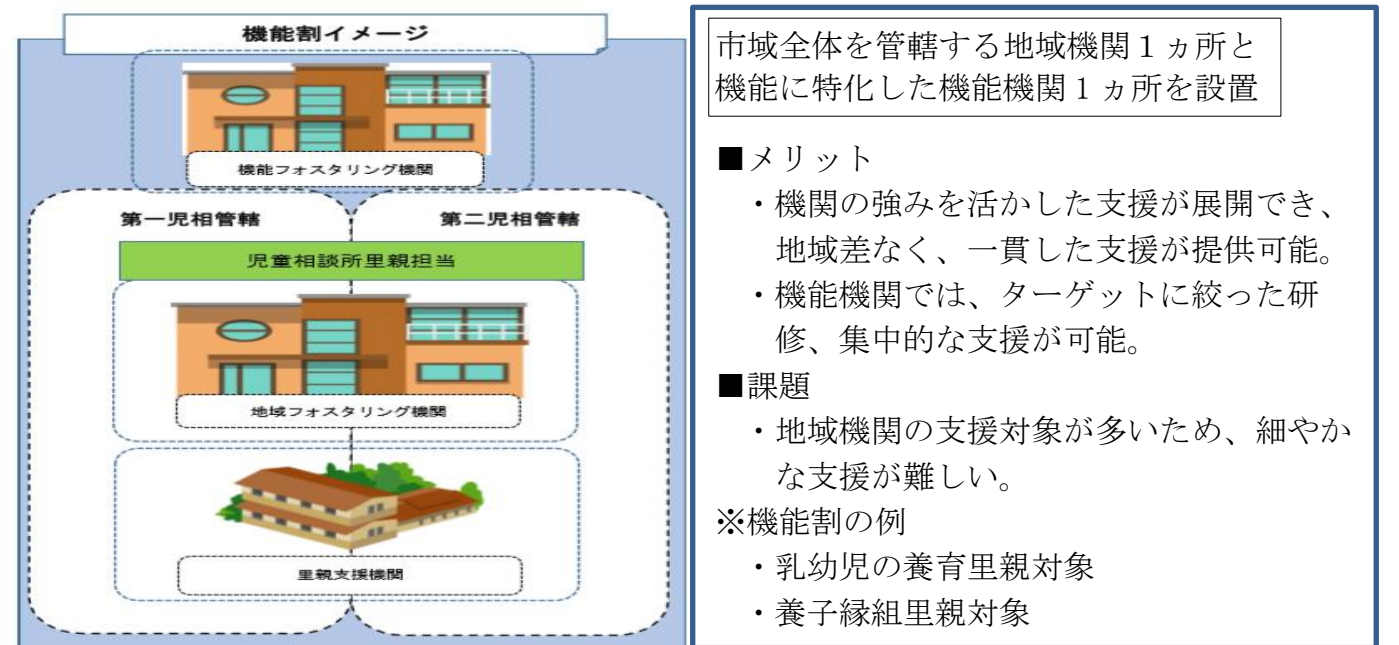 機能割イメージ
機能フォスタリング機関
第一児相管轄
第二児相管轄
児童相談所里親担当
地域フォスタリング機関
里親支援機関
市域全体を管轄する地域機関１ヵ所と
機能に特化した機能機関１ヵ所を設置
■メリット
・機関の強みを活かした支援が展開でき、
地域差なく、一貫した支援が提供可能。
・機能機関では、ターゲットに絞った研
修、集中的な支援が可能。
■課題
・地域機関の支援対象が多いため、細やか
な支援が難しい。
※機能割の例
・乳幼児の養育里親対象
・養子縁組里親対象